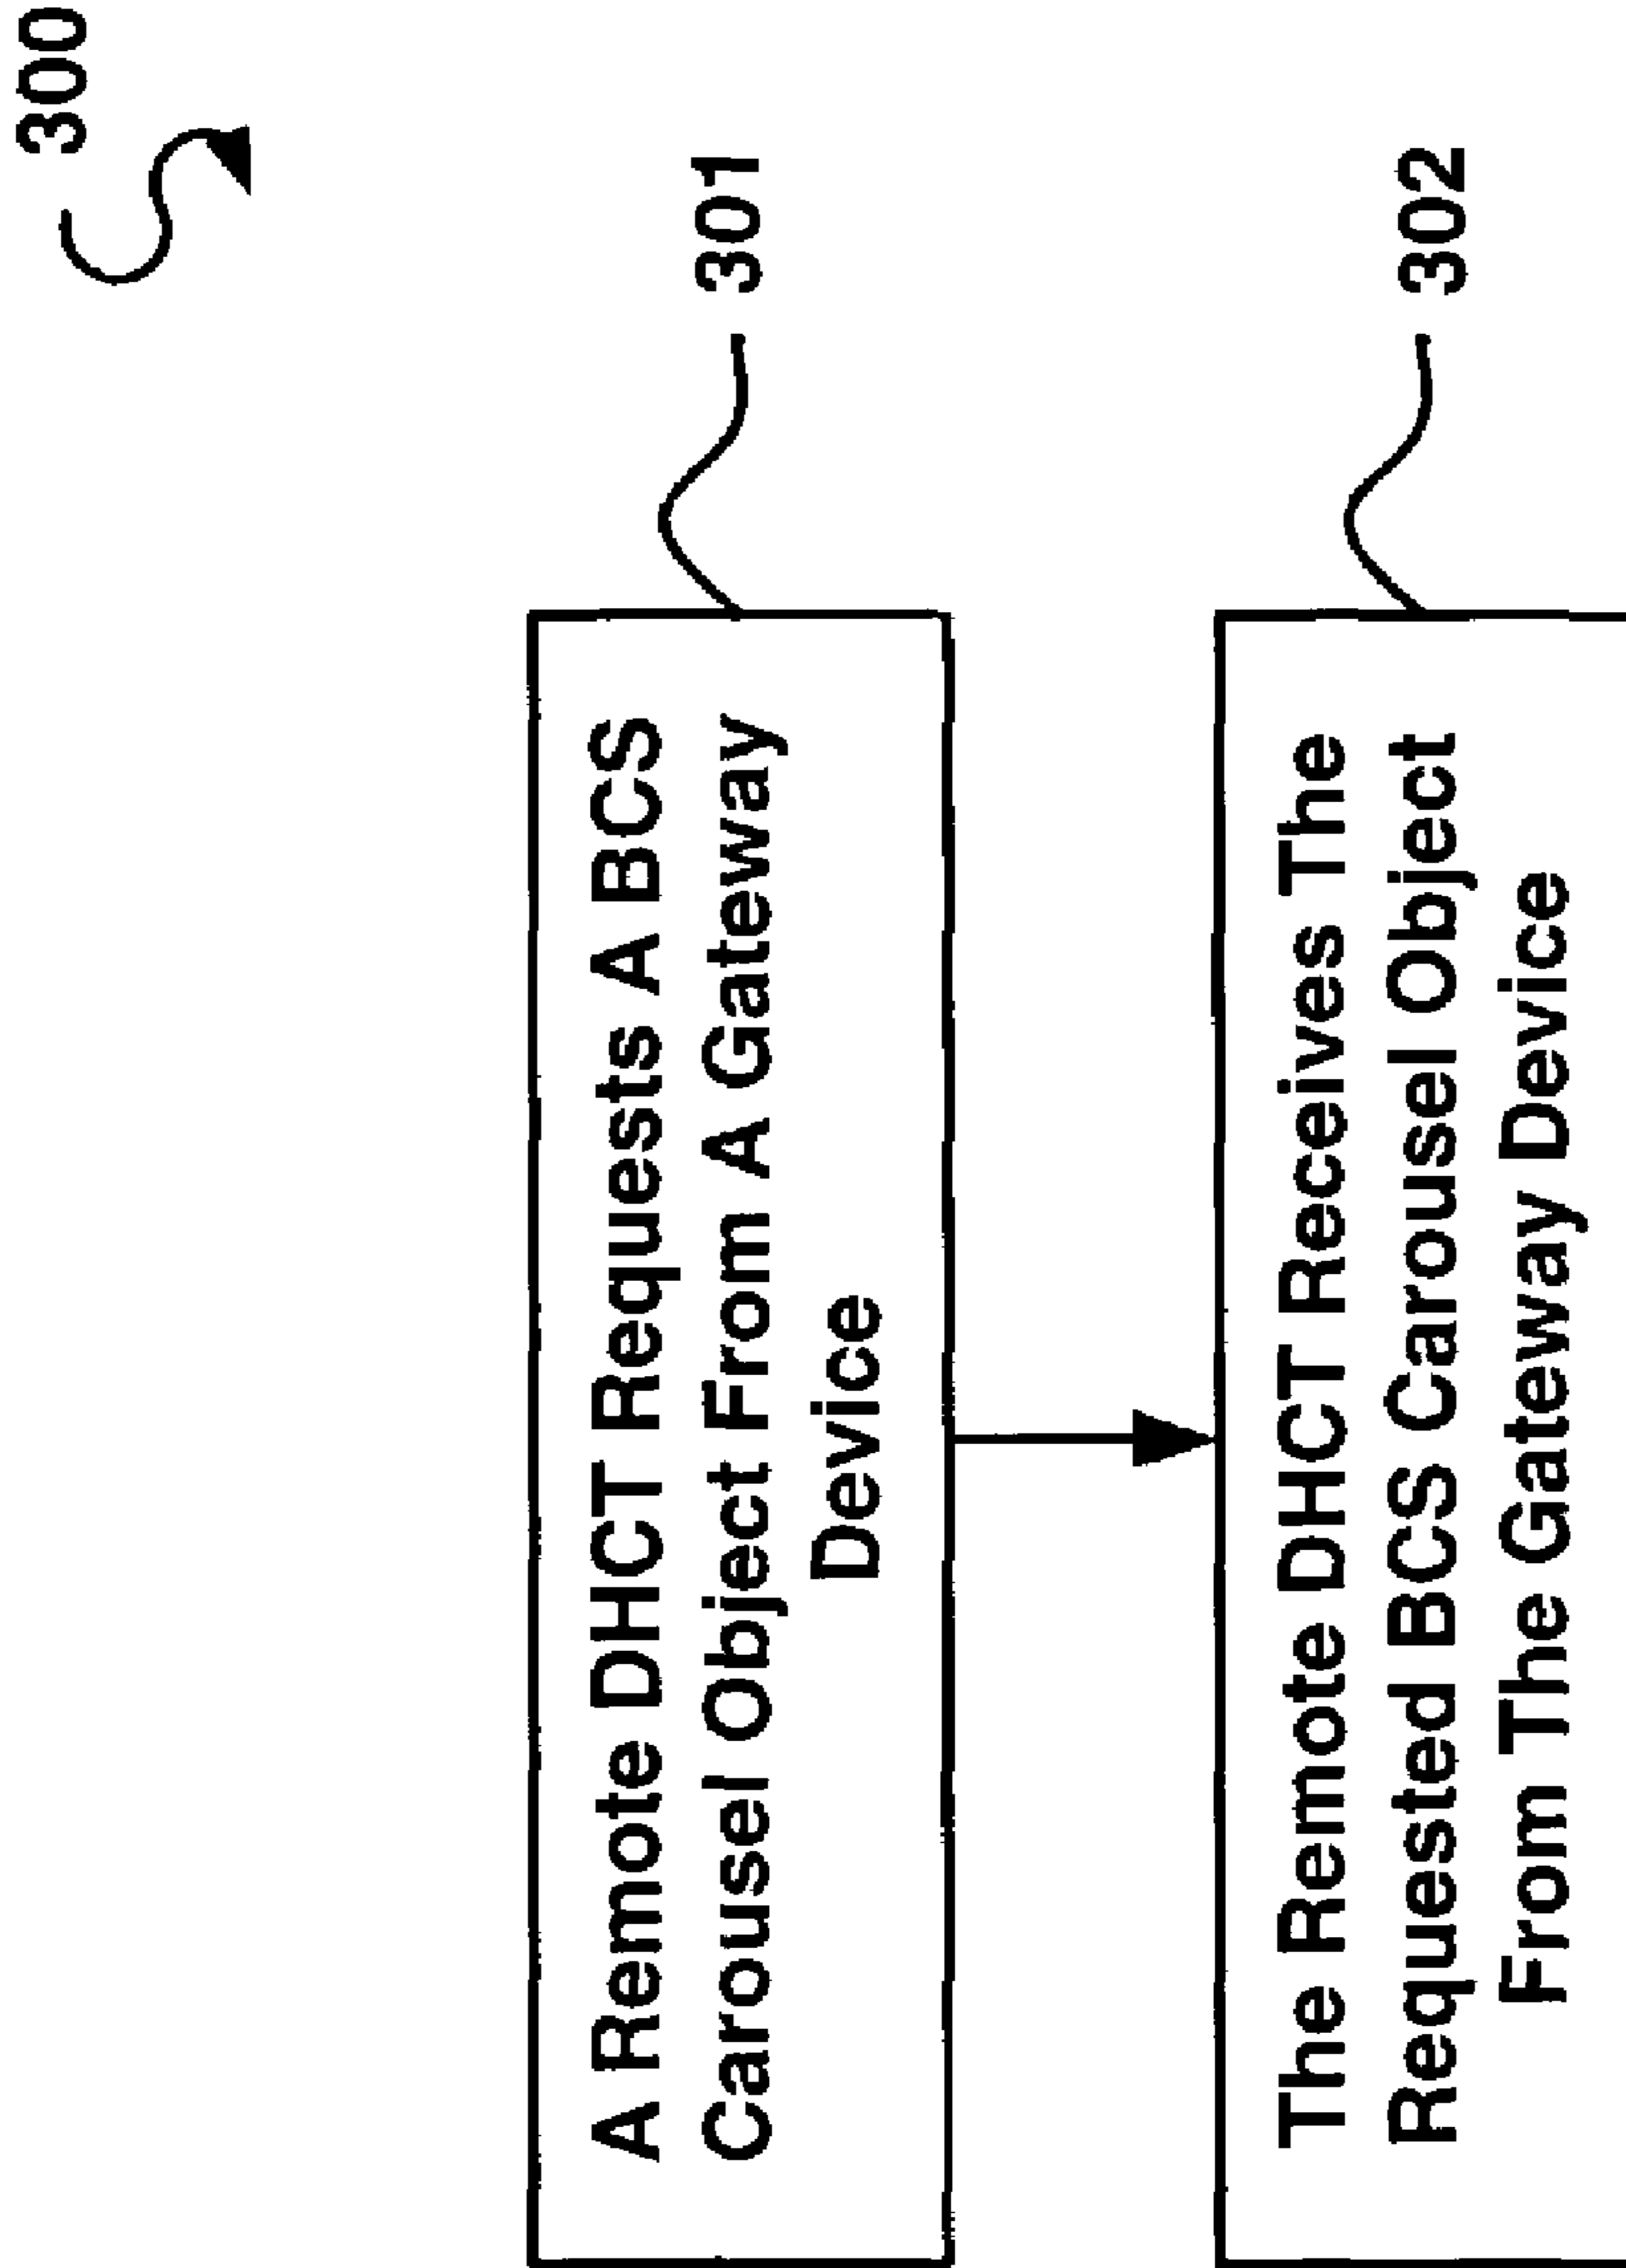 300
A Remote DHCT Requests A BCS
Carousel Object From A Gateway
Device
301
The Remote DHCT Receives The
Requested BCS Carousel Object
From The Gateway Device
302